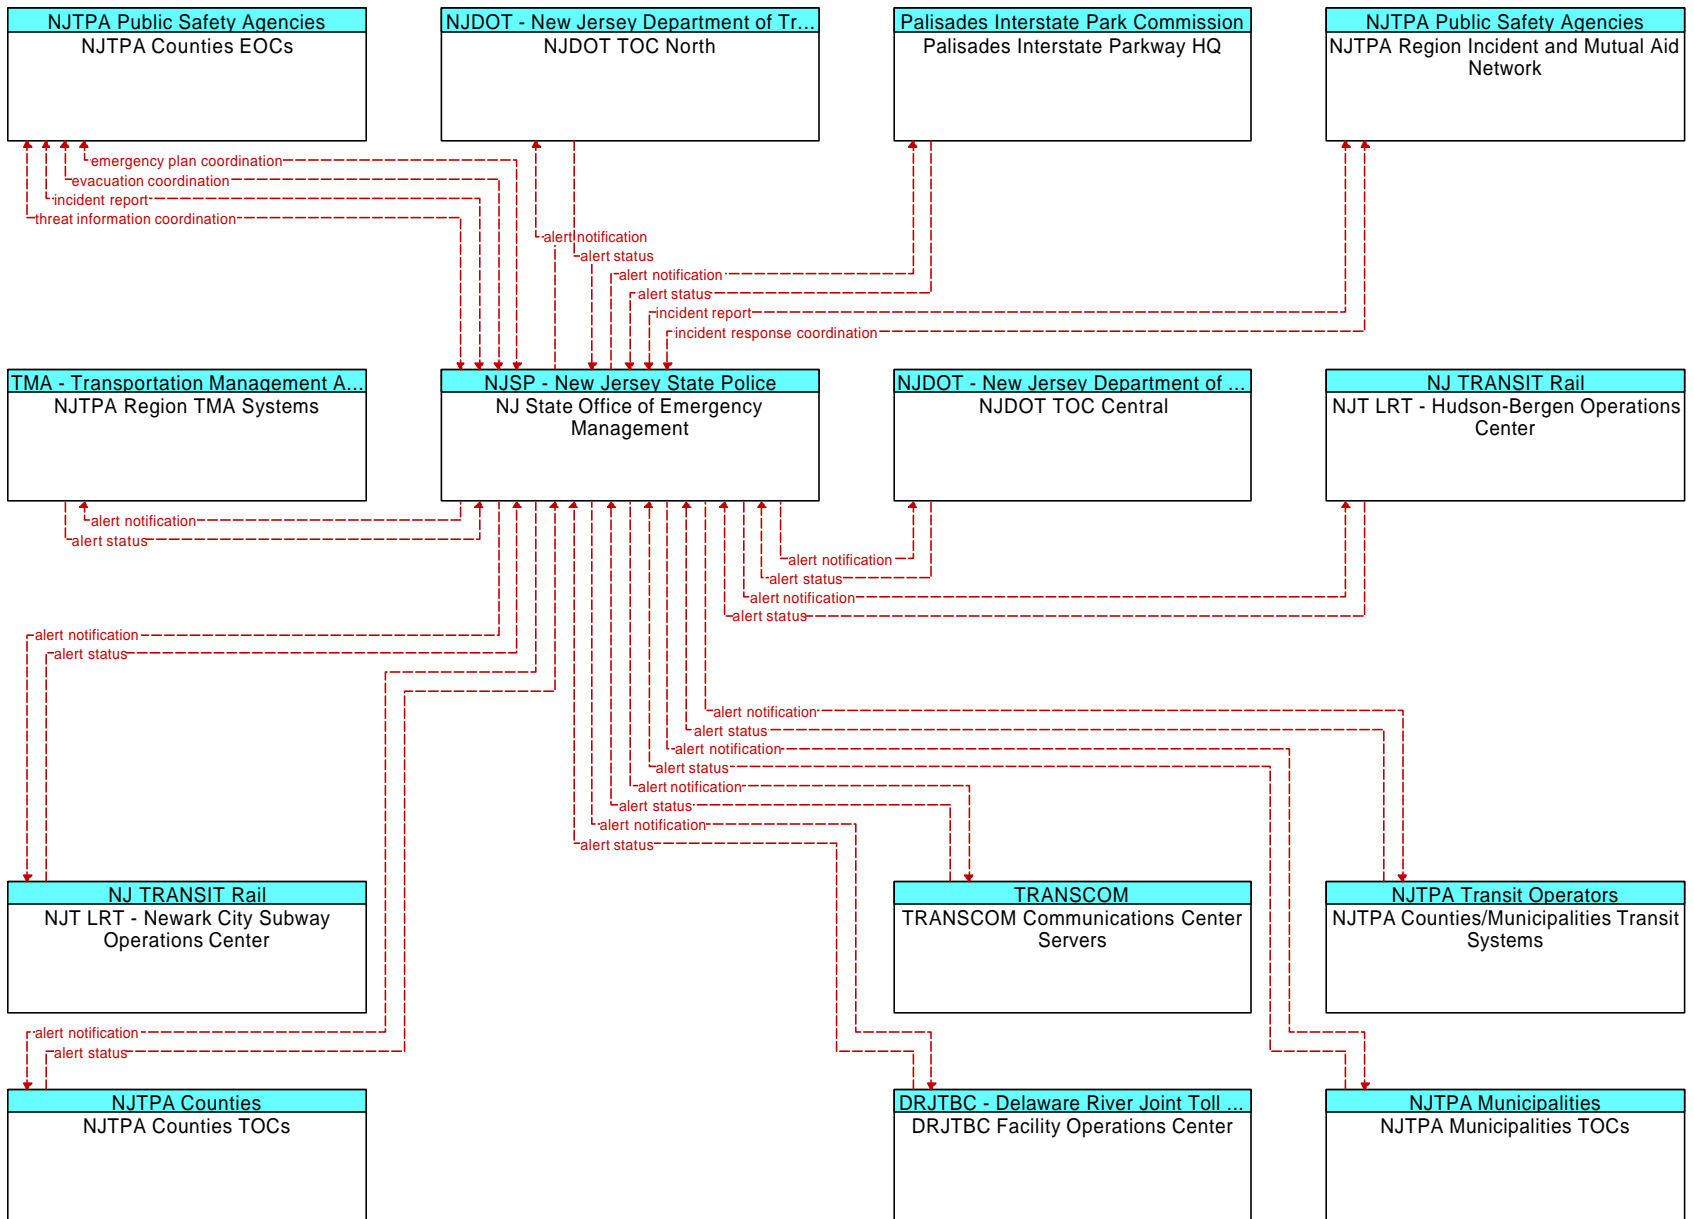 NJTPA Public Safety Agencies
NJTPA Counties EOCs
NJDOT - New Jersey Department of Tr...
NJDOT TOC North
Palisades Interstate Park Commission
Palisades Interstate Parkway HQ
NJTPA Public Safety Agencies
NJTPA Region Incident and Mutual Aid
Network
emergency plan coordination
evacuation coordination
incident report
threat information coordination
alert notification
alert status
alert notification
alert status
incident report
incident response coordination
TMA - Transportation Management A...
NJTPA Region TMA Systems
NJSP - New Jersey State Police
NJ State Office of Emergency
Management
NJDOT - New Jersey Department of ...
NJDOT TOC Central
NJ TRANSIT Rail
NJT LRT - Hudson-Bergen Operations
Center
alert notification
alert status
alert notification
alert status
alert notification
alert status
alert notification
alert status
alert notification
alert status
alert notification
alert status
alert notification
alert status
alert notification
alert status
NJ TRANSIT Rail
NJT LRT - Newark City Subway
Operations Center
TRANSCOM
TRANSCOM Communications Center
Servers
NJTPA Transit Operators
NJTPA Counties/Municipalities Transit
Systems
alert notification
alert status
NJTPA Counties
NJTPA Counties TOCs
DRJTBC - Delaware River Joint Toll ...
DRJTBC Facility Operations Center
NJTPA Municipalities
NJTPA Municipalities TOCs